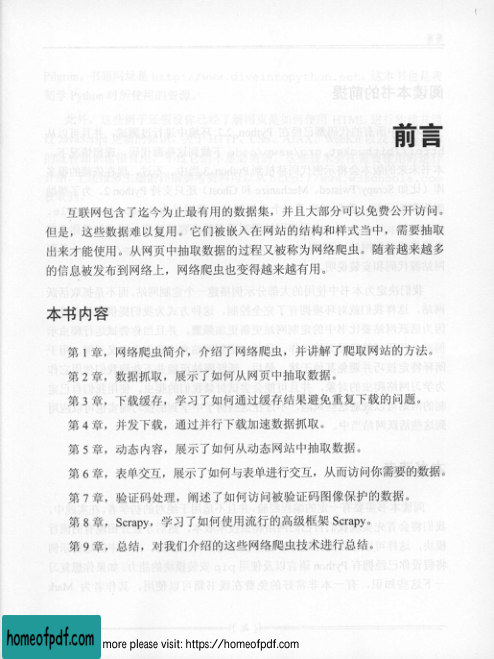 前言
互联网包含了迄今为止最有用的数据集，并且大部分可以免费公开访问。
但是，这些数据难以复用。它们被嵌入在网站的结构和样式当中，需要抽取
出来才能使用。从网页中抽取数据的过程又被称为网络爬虫。随着越来越多
的信息被发布到网络上，网络爬虫也变得越来越有用。
本书内容
第 1 章，网络爬虫简介，介绍了网络爬虫，并讲解了爬取网站的方法。
第 2 章，数据抓取，展示了如何从网页中抽取数据。
第 3 章，下载缓存，学习了如何通过缓存结果避免重复下载的问题。
第 4 章，并发下载，通过并行下载加速数据抓取。
第 5 章，动态内容，展示了如何从动态网站中抽取数据。
第 6 章，表单交互，展示了如何与表单进行交互，从而访问你需要的数据。
第 7 章，验证码处理，阐述了如何访问被验证码图像保护的数据。
第 8 章，Scrapy，学习了如何使用流行的高级框架 Scrapy。
第 9 章，总结，对我们介绍的这些网络爬虫技术进行总结。
homeofpdf.com
more please visit: https://homeofpdf.com